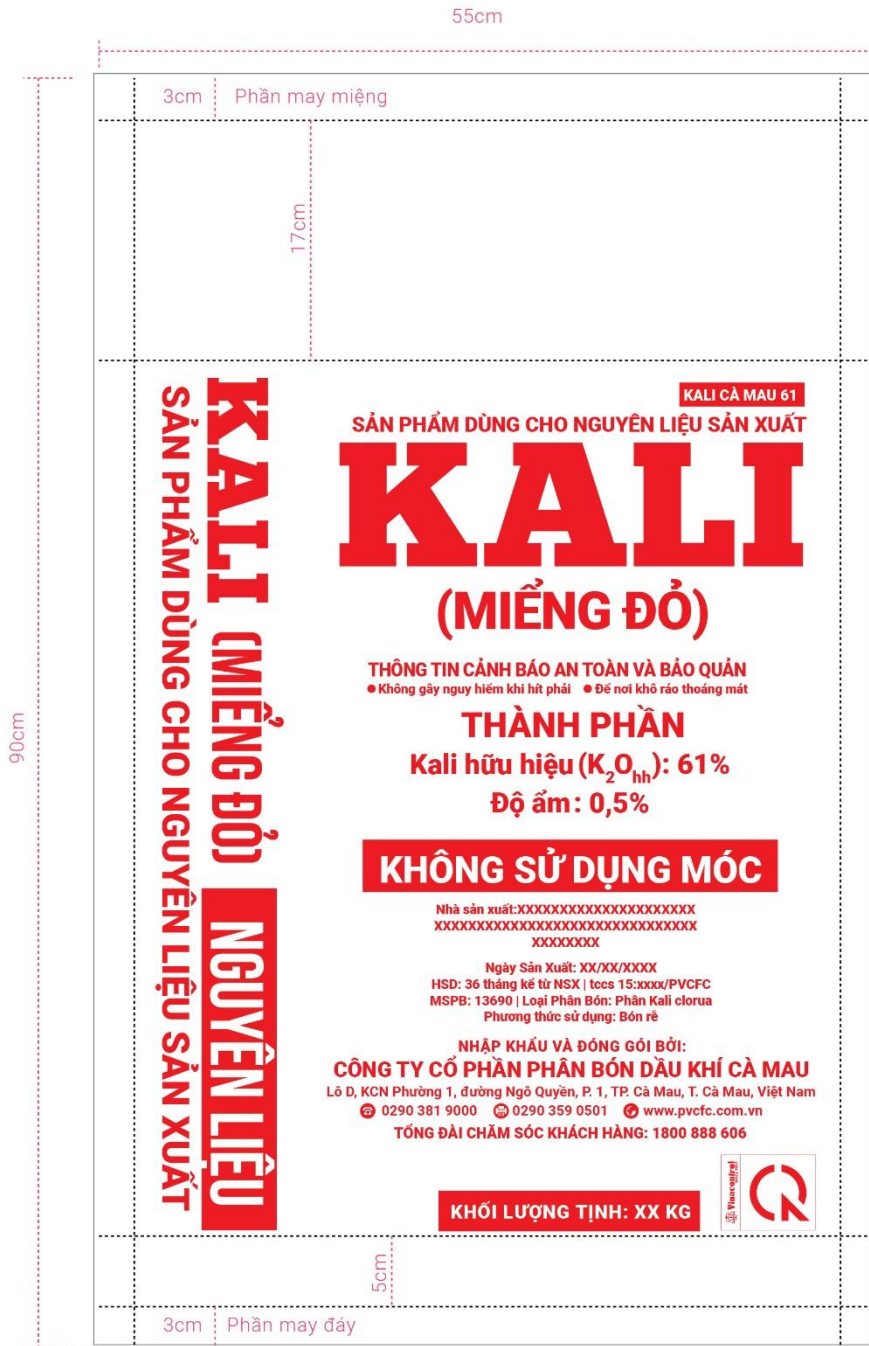 55cm
3cm
Phần may miệng
17cm
90cm
KALI (MIỂNG ĐỎ) NGUYÊN LIỆU
SẢN PHẨM DÙNG CHO NGUYÊN LIỆU SẢN XUẤT
KALI CÀ MAU 61
SẢN PHẨM DÙNG CHO NGUYÊN LIỆU SẢN XUẤT
KALI
(MIỂNG ĐỎ)
THÔNG TIN CẢNH BÁO AN TOÀN VÀ BẢO QUẢN
● Không gây nguy hiểm khi hít phải ● Để nơi khô ráo thoáng mát
THÀNH PHẦN
Kali hữu hiệu (K₂Ohh): 61%
Độ ẩm: 0,5%
KHÔNG SỬ DỤNG MÓC
Nhà sản xuất:XXXXXXXXXXXXXXXXXXXXX
XXXXXXXXXXXXXXXXXXXXXXXXXXXXXXX
XXXXXXXX
Ngày Sản Xuất: XX/XX/XXXX
HSD: 36 tháng kể từ NSX | tccs 15:xxxx/PVCFC
MSPB: 13690 | Loại Phân Bón: Phân Kali clorua
Phương thức sử dụng: Bón rễ
NHẬP KHẨU VÀ ĐÓNG GÓI BỞI:
CÔNG TY CỔ PHẦN PHÂN BÓN DẦU KHÍ CÀ MAU
Lô D, KCN Phường 1, đường Ngô Quyền, P. 1, TP. Cà Mau, T. Cà Mau, Việt Nam
0290 381 9000 0290 359 0501 www.pvcfc.com.vn
TỔNG ĐÀI CHĂM SÓC KHÁCH HÀNG: 1800 888 606
KHỐI LƯỢNG TỊNH: XX KG
Vinacontrol
5cm
3cm
Phần may đáy